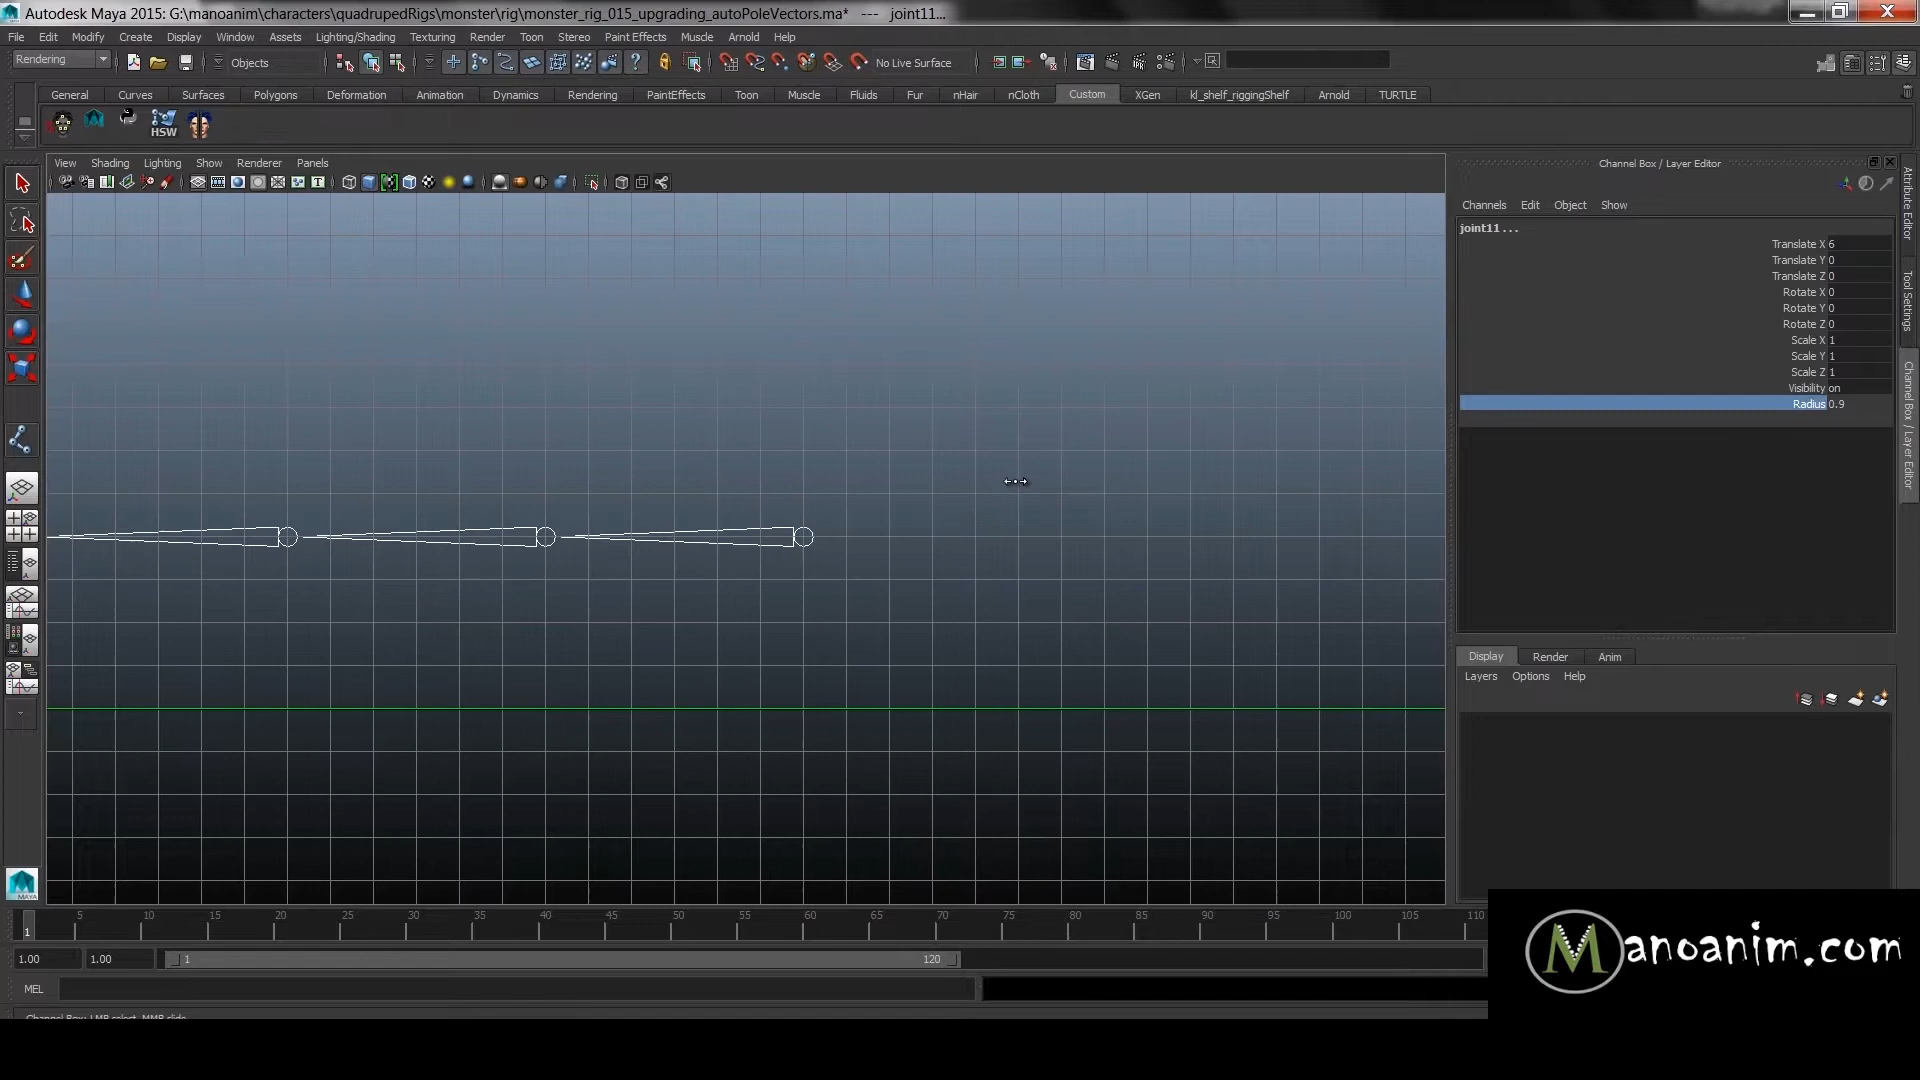 Autodesk Maya 2015: G:\manoanim\characters\quadrupedRigs\monster\rig\monster_rig_015_upgrading_autoPoleVectors.ma* --- joint11...
File Edit Modify Create Display Window Assets Lighting/Shading Texturing Render Toon Stereo Paint Effects Muscle Arnold Help
Rendering Objects No Live Surface
General Curves Surfaces Polygons Deformation Animation Dynamics Rendering PaintEffects Toon Muscle Fluids Fur nHair nCloth Custom XGen kl_shelf_riggingShelf Arnold TURTLE
HSW
View Shading Lighting Show Renderer Panels
Channel Box / Layer Editor
Channels Edit Object Show
joint11 ...
Translate X 6
Translate Y 0
Translate Z 0
Rotate X 0
Rotate Y 0
Rotate Z 0
Scale X 1
Scale Y 1
Scale Z 1
Visibility on
Radius 0.9
Attribute Editor
Tool Settings
Channel Box / Layer Editor
Display Render Anim
Layers Options Help
MAYA
5 10 15 20 25 30 35 40 45 50 55 60 65 70 75 80 85 90 95 100 105 110
1
1.00 1.00 1 120
MEL
Channel Box: LMB select, MMB slide
Manoanim.com